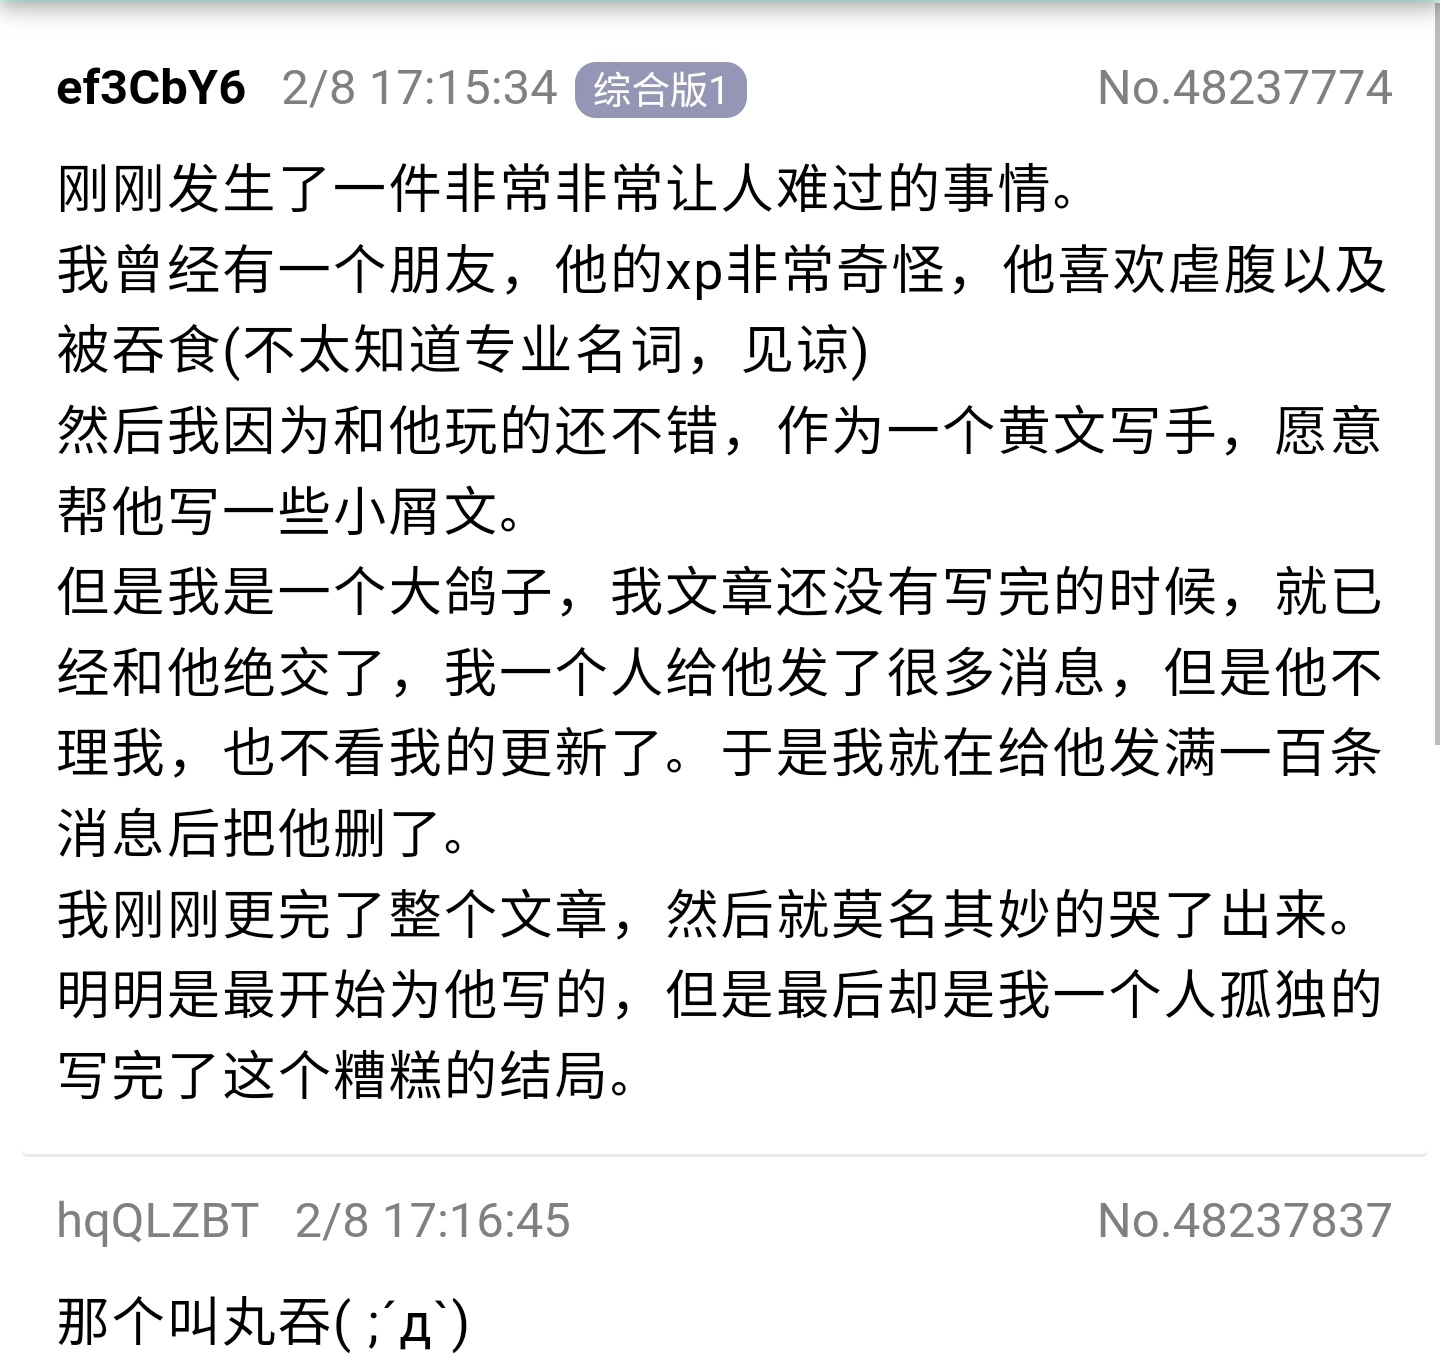 ef3CbY6 2/8 17:15:34 综合版1 No.48237774
刚刚发生了一件非常非常让人难过的事情。
我曾经有一个朋友，他的xp非常奇怪，他喜欢虐腹以及
被吞食(不太知道专业名词，见谅)
然后我因为和他玩的还不错，作为一个黄文写手，愿意
帮他写一些小屑文。
但是我是一个大鸽子，我文章还没有写完的时候，就已
经和他绝交了，我一个人给他发了很多消息，但是他不
理我，也不看我的更新了。于是我就在给他发满一百条
消息后把他删了。
我刚刚更完了整个文章，然后就莫名其妙的哭了出来。
明明是最开始为他写的，但是最后却是我一个人孤独的
写完了这个糟糕的结局。
hqQLZBT 2/8 17:16:45 No.48237837
那个叫丸吞( ;´д`)